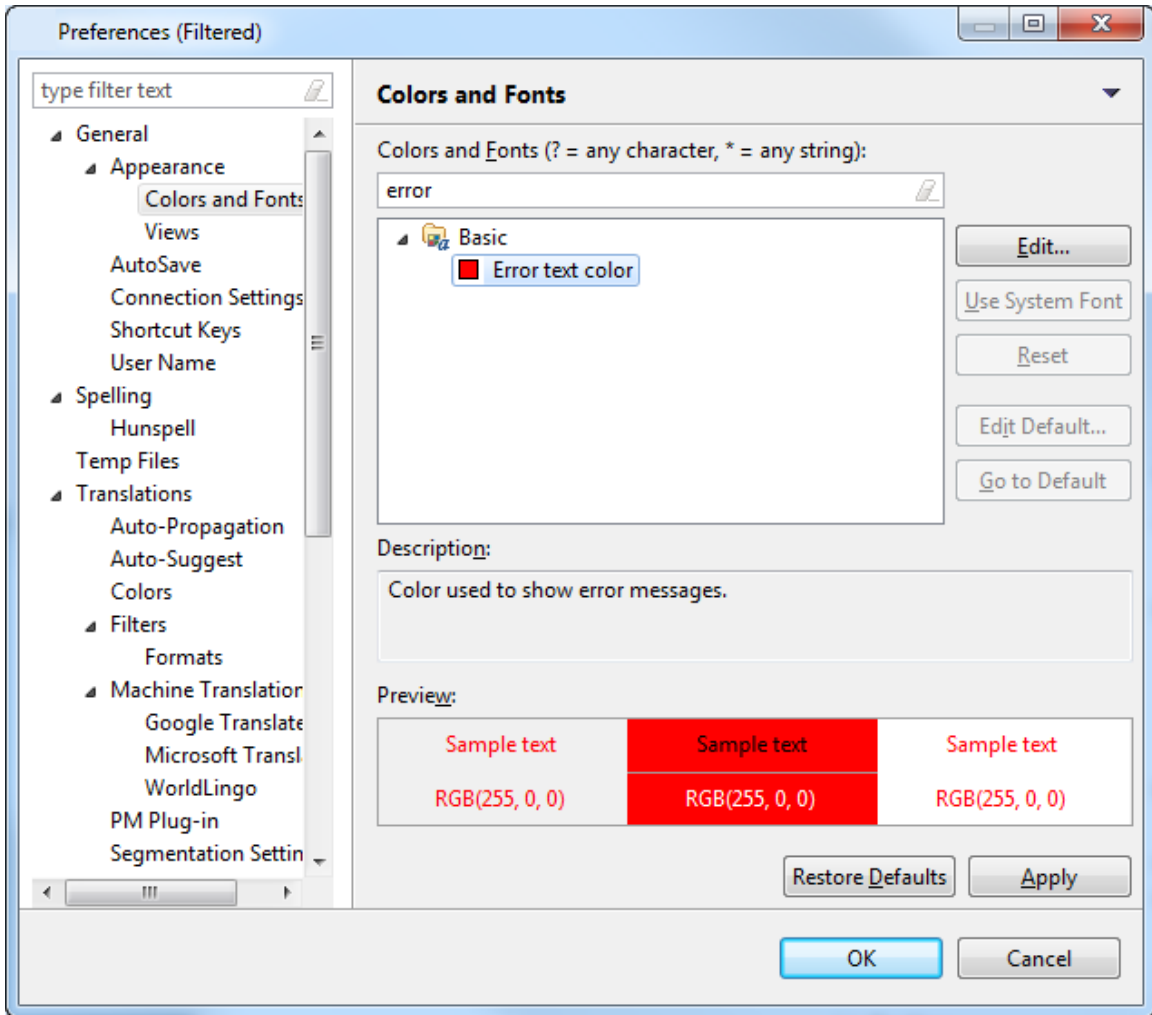 Preferences (Filtered)
type filter text
General
Appearance
Colors and Fonts
Views
AutoSave
Connection Settings
Shortcut Keys
User Name
Spelling
Hunspell
Temp Files
Translations
Auto-Propagation
Auto-Suggest
Colors
Filters
Formats
Machine Translation
Google Translate
Microsoft Transl
WorldLingo
PM Plug-in
Segmentation Settin
Colors and Fonts
Colors and Fonts (? = any character, * = any string):
error
Basic
Error text color
Edit...
Use System Font
Reset
Edit Default...
Go to Default
Description:
Color used to show error messages.
Preview:
Sample text Sample text Sample text
RGB(255, 0, 0) RGB(255, 0, 0) RGB(255, 0, 0)
Restore Defaults Apply
OK Cancel